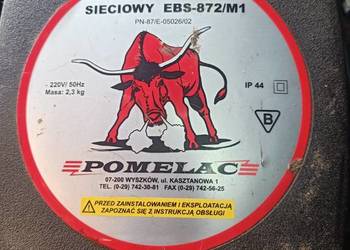 SIECIOWY EBS-872/M1
PN-87/E-05026/02
~ 220V/ 50Hz
Masa: 2,3 kg
IP 44
B
POMELAC
07-200 WYSZKÓW, ul. KASZTANOWA 1
TEL. (0-29) 742-30-81 FAX (0-29) 742-56-25
PRZED ZAINSTALOWANIEM I EKSPLOATACJĄ
ZAPOZNAĆ SIĘ Z INSTRUKCJĄ OBSŁUGI